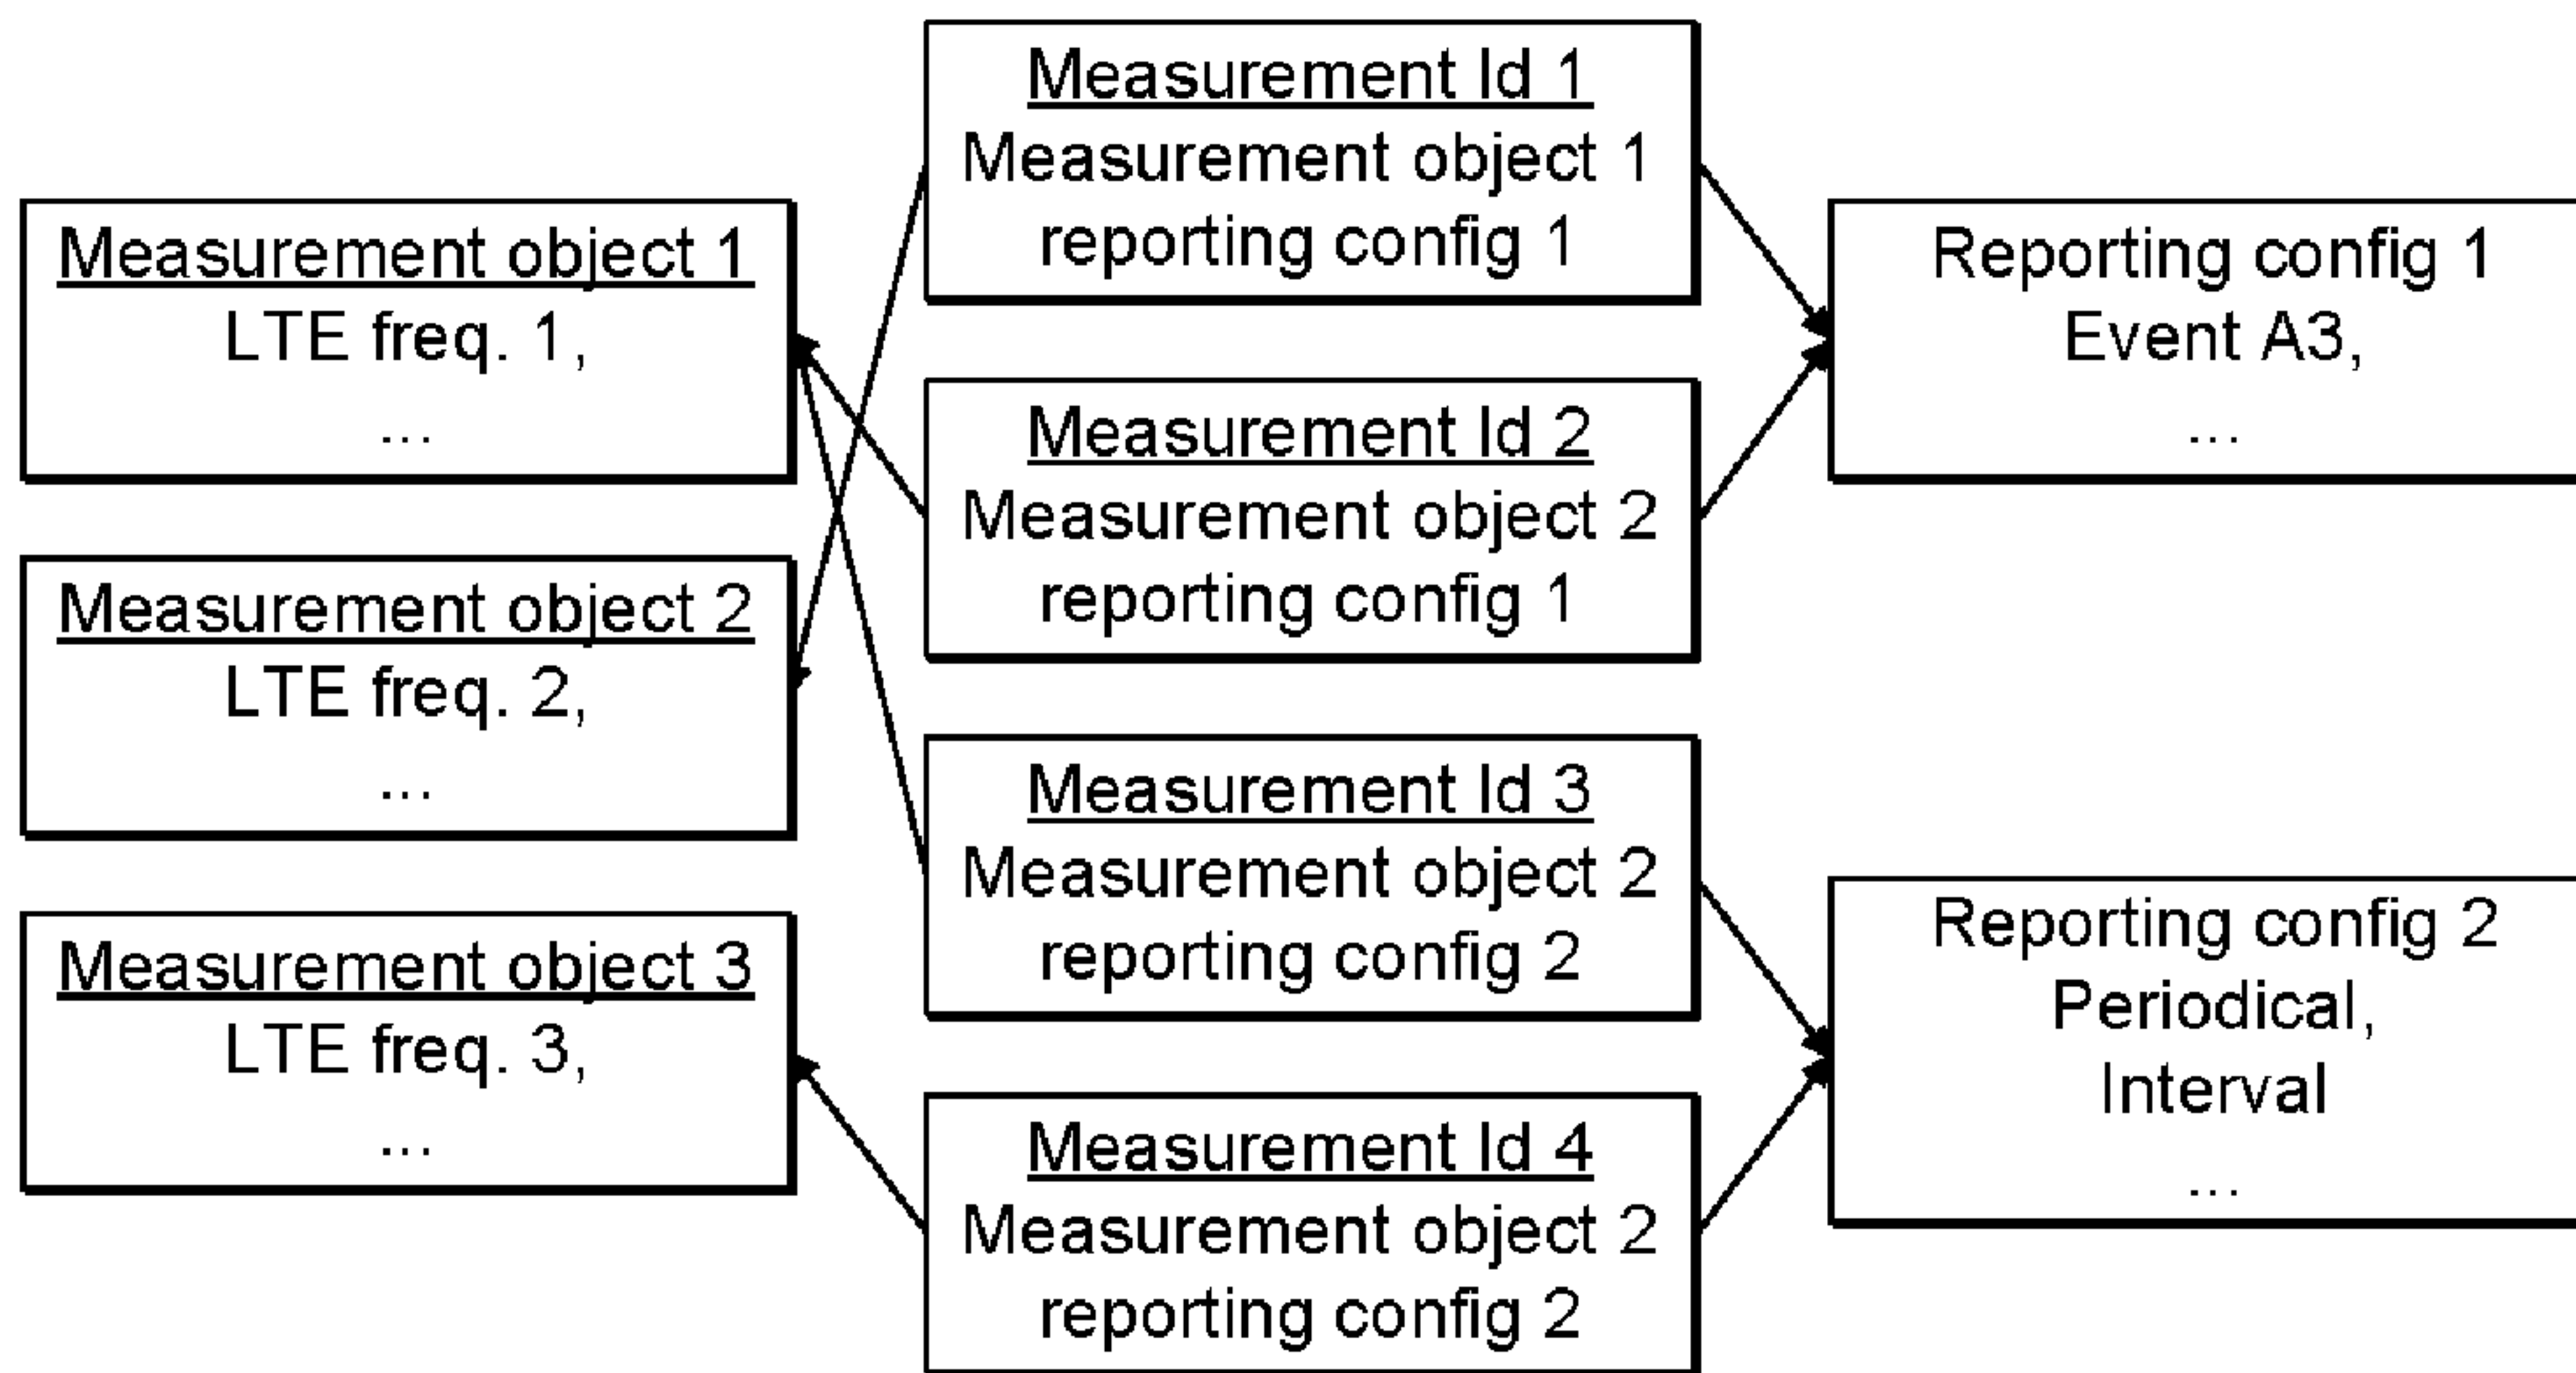 Measurement object 1
LTE freq. 1,
...
Measurement object 2
LTE freq. 2,
...
Measurement object 3
LTE freq. 3,
...
Measurement Id 1
Measurement object 1
reporting config 1
Measurement Id 2
Measurement object 2
reporting config 1
Measurement Id 3
Measurement object 2
reporting config 2
Measurement Id 4
Measurement object 2
reporting config 2
Reporting config 1
Event A3,
...
Reporting config 2
Periodical,
Interval
...